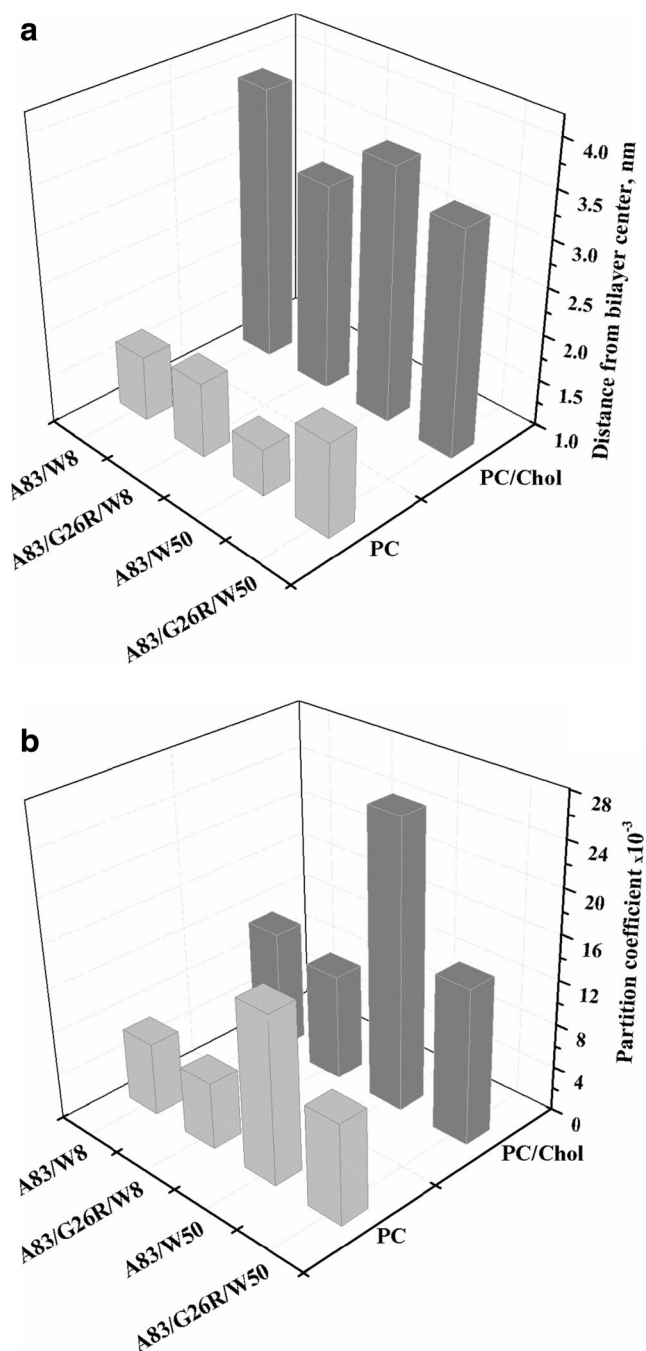 a
4.0
3.5
3.0
2.5
2.0
1.5
1.0
Distance from bilayer center, nm
PC/Chol
PC
A83/W8
A83/G26R/W8
A83/W50
A83/G26R/W50
b
28
24
20
16
12
8
4
0
Partition coefficient x10⁻³
PC/Chol
PC
A83/W8
A83/G26R/W8
A83/W50
A83/G26R/W50